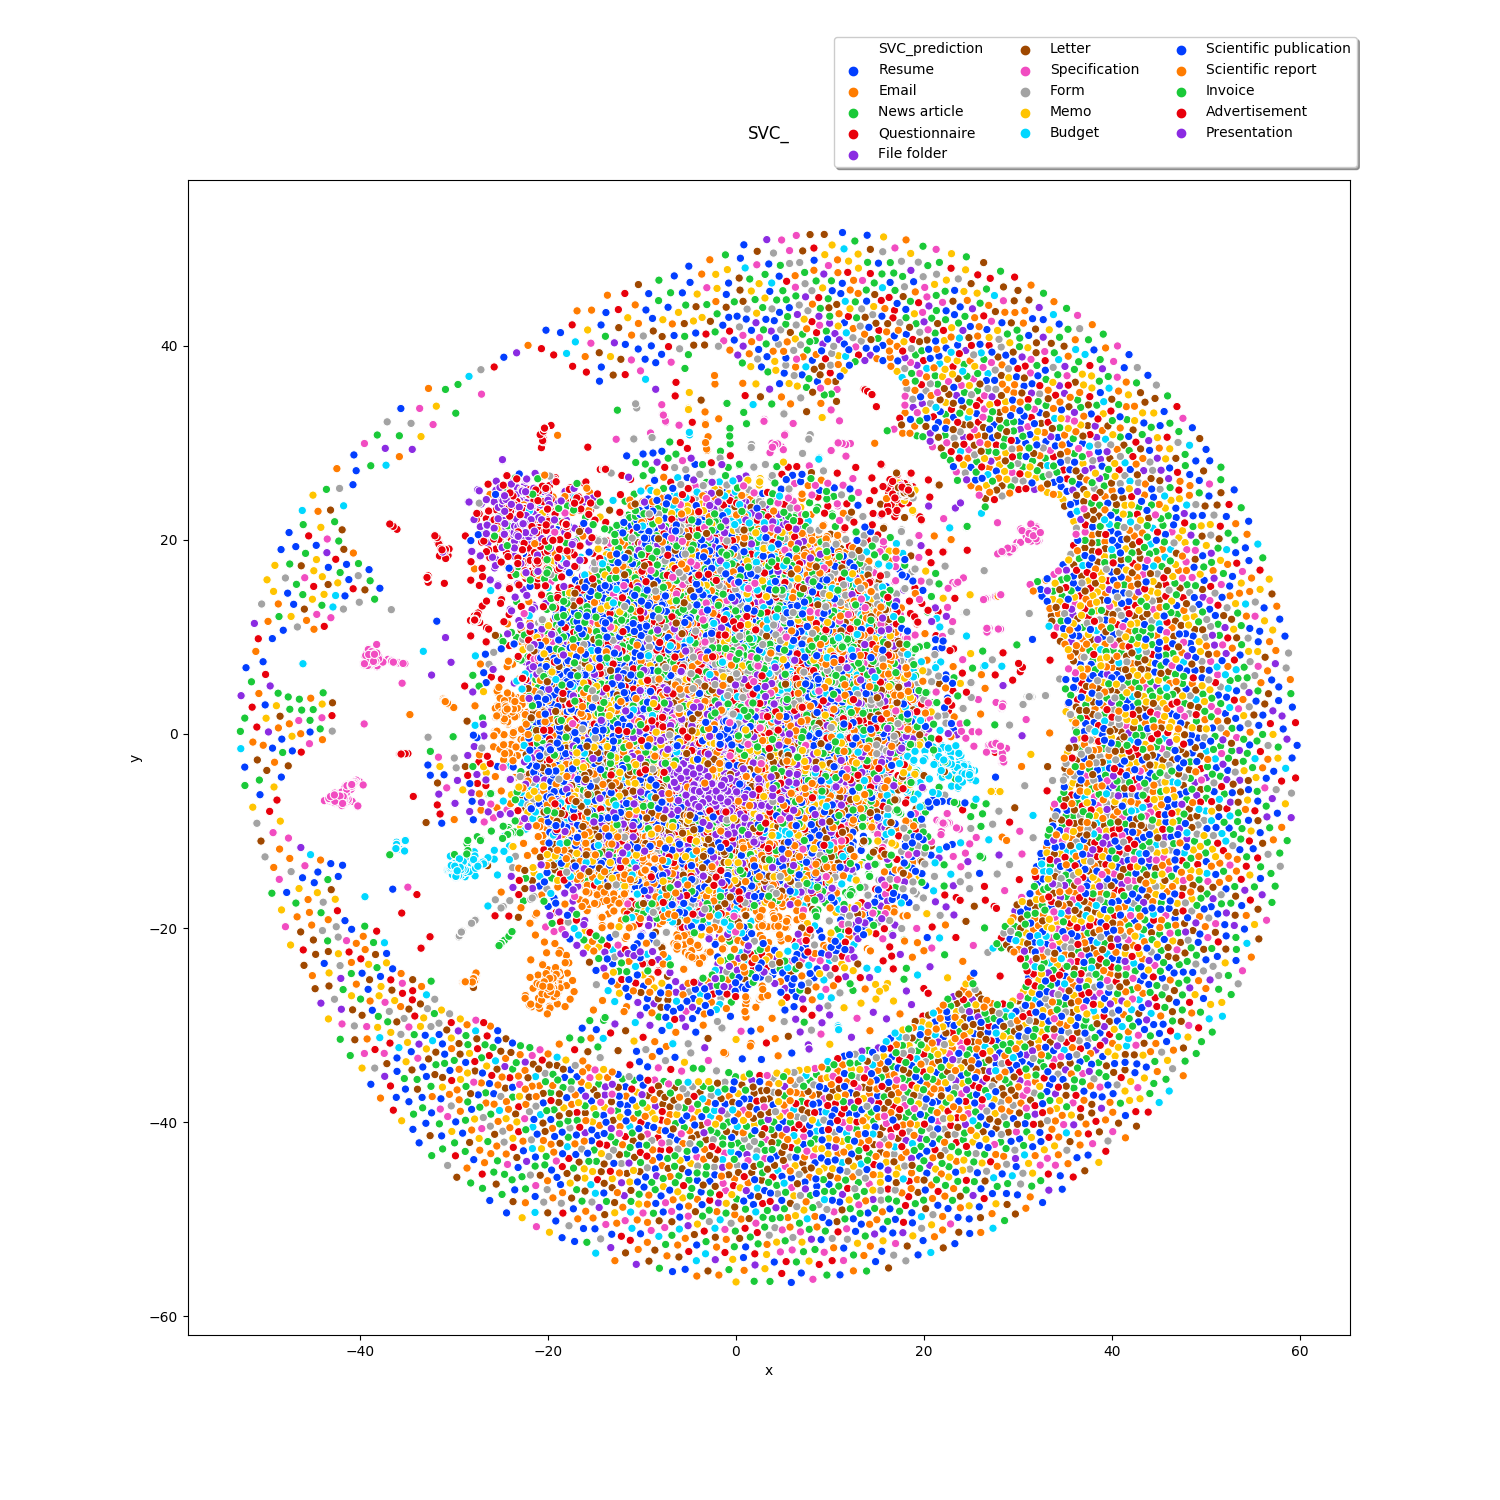 SVC_prediction
Resume
Email
News article
Questionnaire
File folder
Letter
Specification
Form
Memo
Budget
Scientific publication
Scientific report
Invoice
Advertisement
Presentation
SVC_
40
20
0
−20
−40
−60
y
−40
−20
0
20
40
60
x